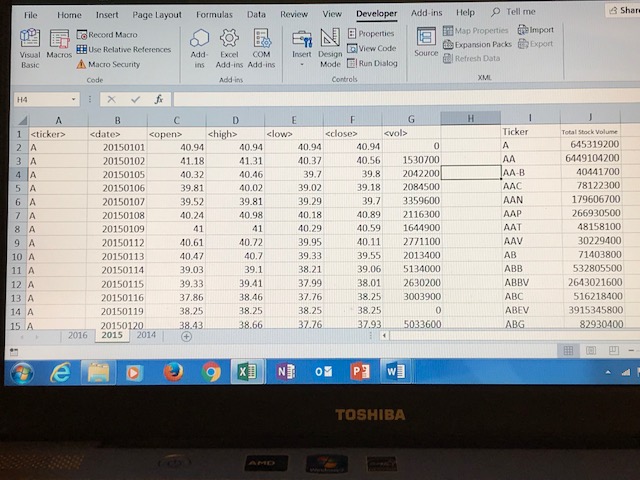 File Home Insert Page Layout Formulas Data Review View Developer Add-ins Help Tell me Share
Visual Basic Macros Record Macro Use Relative References Macro Security Add-ins Excel Add-ins COM Add-ins Insert Design Mode Properties View Code Run Dialog Source Map Properties Expansion Packs Refresh Data Import Export
Code Add-ins Controls XML
H4 fx
A B C D E F G H I J
1 <ticker> <date> <open> <high> <low> <close> <vol> Ticker Total Stock Volume
2 A 20150101 40.94 40.94 40.94 40.94 0 A 645319200
3 A 20150102 41.18 41.31 40.37 40.56 1530700 AA 6449104200
4 A 20150105 40.32 40.46 39.7 39.8 2042200 AA-B 40441700
5 A 20150106 39.81 40.02 39.02 39.18 2084500 AAC 78122300
6 A 20150107 39.52 39.81 39.29 39.7 3359600 AAN 179606700
7 A 20150108 40.24 40.98 40.18 40.89 2116300 AAP 266930500
8 A 20150109 41 41 40.29 40.59 1644900 AAT 48158100
9 A 20150112 40.61 40.72 39.95 40.11 2771100 AAV 30229400
10 A 20150113 40.47 40.7 39.33 39.55 2013400 AB 71403800
11 A 20150114 39.03 39.1 38.21 39.06 5134000 ABB 532805500
12 A 20150115 39.33 39.41 37.99 38.01 2630200 ABBV 2643021600
13 A 20150116 37.86 38.46 37.76 38.25 3003900 ABC 516218400
14 A 20150119 38.25 38.25 38.25 38.25 0 ABEV 3915345800
15 A 20150120 38.43 38.66 37.76 37.93 5033600 ABG 82930400
2016 2015 2014
TOSHIBA
AMD